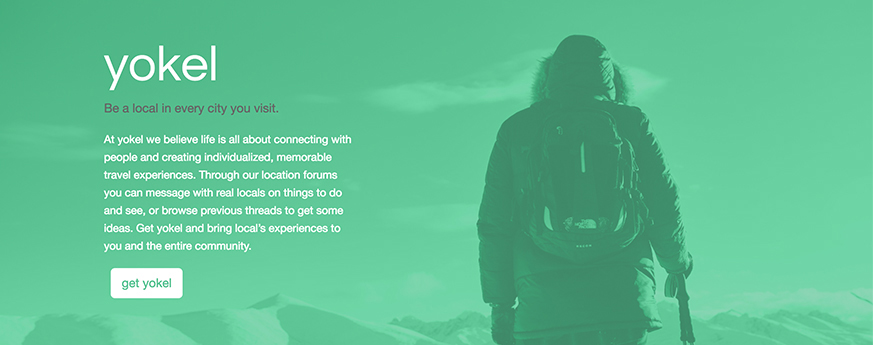 yokel
Be a local in every city you visit.
At yokel we believe life is all about connecting with
people and creating individualized, memorable
travel experiences. Through our location forums
you can message with real locals on things to do
and see, or browse previous threads to get some
ideas. Get yokel and bring local's experiences to
you and the entire community.
get yokel
THE NORTH FACE